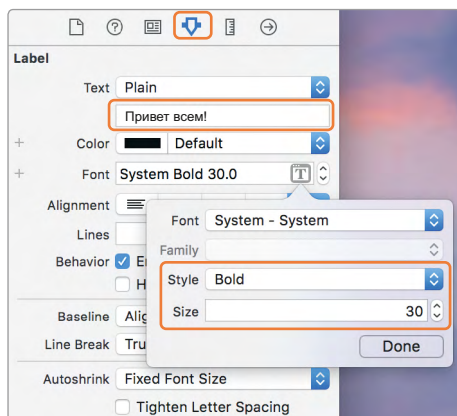 Label
Text Plain
Привет всем!
+ Color Default
+ Font System Bold 30.0 T
Alignment
Font System - System
Lines
Family
Behavior
Style Bold
Size 30
Baseline
Line Break
Done
Autoshrink Fixed Font Size
Tighten Letter Spacing